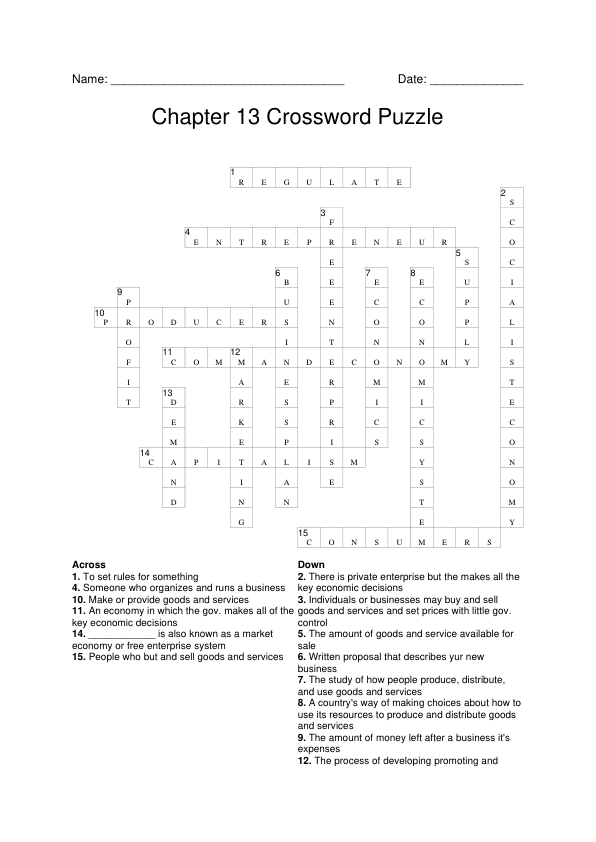 Name: ___________________________________ Date: ______________
Chapter 13 Crossword Puzzle
1 R E G U L A T E
2 S
3 F C
4 E N T R E P R E N E U R O
E 5 S C
6 B E 7 E 8 E U I
9 P U E C C P A
10 P R O D U C E R S N O O P L
O I T N N L I
F 11 C O M 12 M A N D E C O N O M Y S
I A E R M M T
T 13 D R S P I I E
E K S R C C C
M E P I S S O
14 C A P I T A L I S M Y N
N I A E S O
D N N T M
G E Y
15 C O N S U M E R S
Across
1. To set rules for something
4. Someone who organizes and runs a business
10. Make or provide goods and services
11. An economy in which the gov. makes all of the
key economic decisions
14. ____________ is also known as a market
economy or free enterprise system
15. People who but and sell goods and services
Down
2. There is private enterprise but the makes all the
key economic decisions
3. Individuals or businesses may buy and sell
goods and services and set prices with little gov.
control
5. The amount of goods and service available for
sale
6. Written proposal that describes yur new
business
7. The study of how people produce, distribute,
and use goods and services
8. A country's way of making choices about how to
use its resources to produce and distribute goods
and services
9. The amount of money left after a business it's
expenses
12. The process of developing promoting and